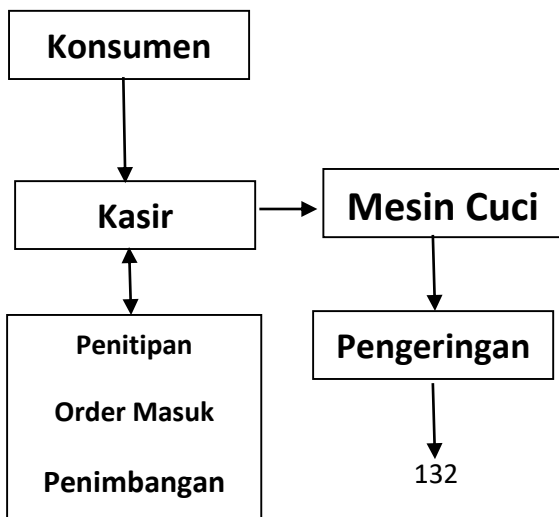 Konsumen
Kasir
Mesin Cuci
Penitipan
Order Masuk
Penimbangan
Pengeringan
132